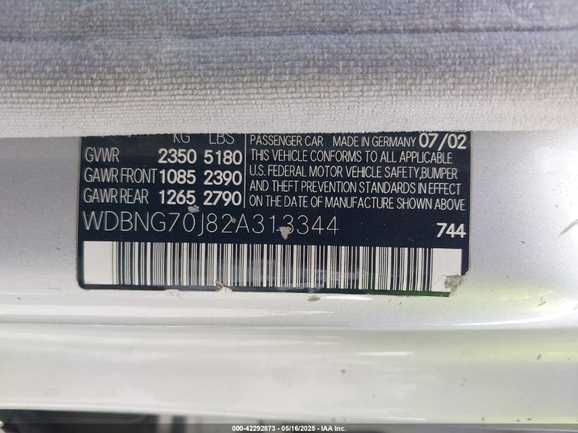 KG LBS
GVWR 2350 5180
GAWR FRONT 1085 2390
GAWR REAR 1265 2790
PASSENGER CAR MADE IN GERMANY 07/02
THIS VEHICLE CONFORMS TO ALL APPLICABLE
U.S. FEDERAL MOTOR VEHICLE SAFETY,BUMPER
AND THEFT PREVENTION STANDARDS IN EFFECT
ON THE DATE OF MANUFACTURE SHOWN ABOVE
WDBNG70J82A313344
744
000-42292873 - 05/16/2025 - IAA Inc.